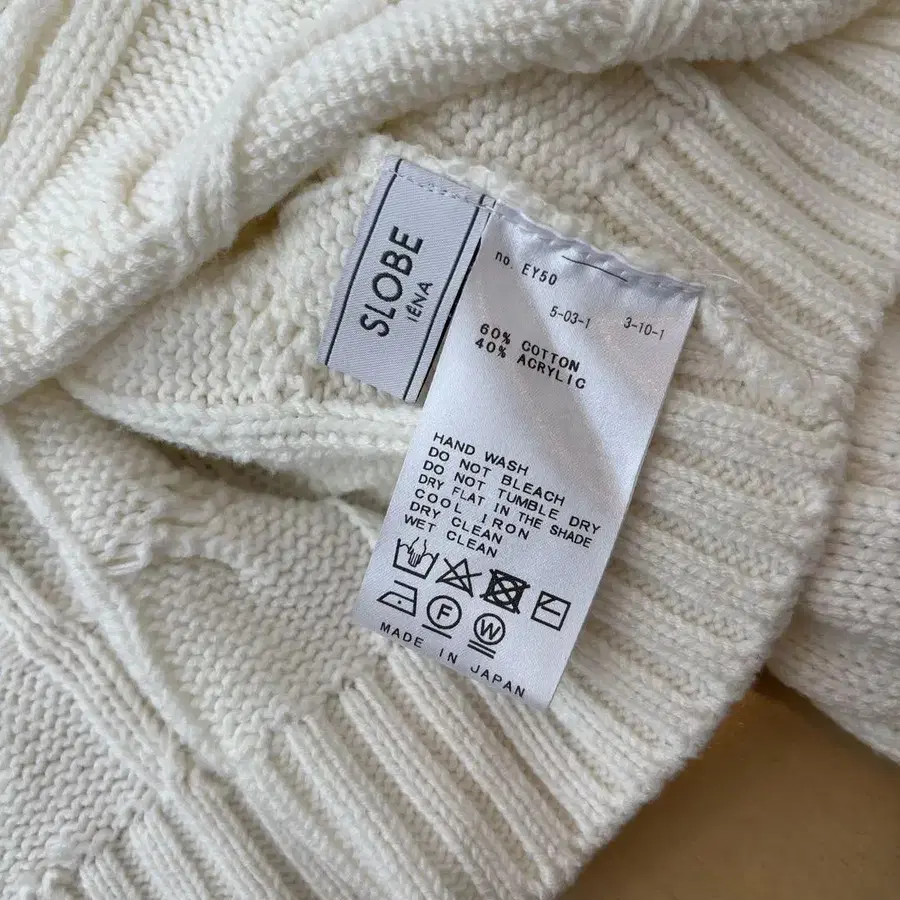 SLOBE
IÉNA
no. EY50
5-03-1 3-10-1
60% COTTON
40% ACRYLIC
HAND WASH
DO NOT BLEACH
DO NOT TUMBLE DRY
DRY FLAT IN THE SHADE
COOL IRON
DRY CLEAN
WET CLEAN
F
W
MADE IN JAPAN